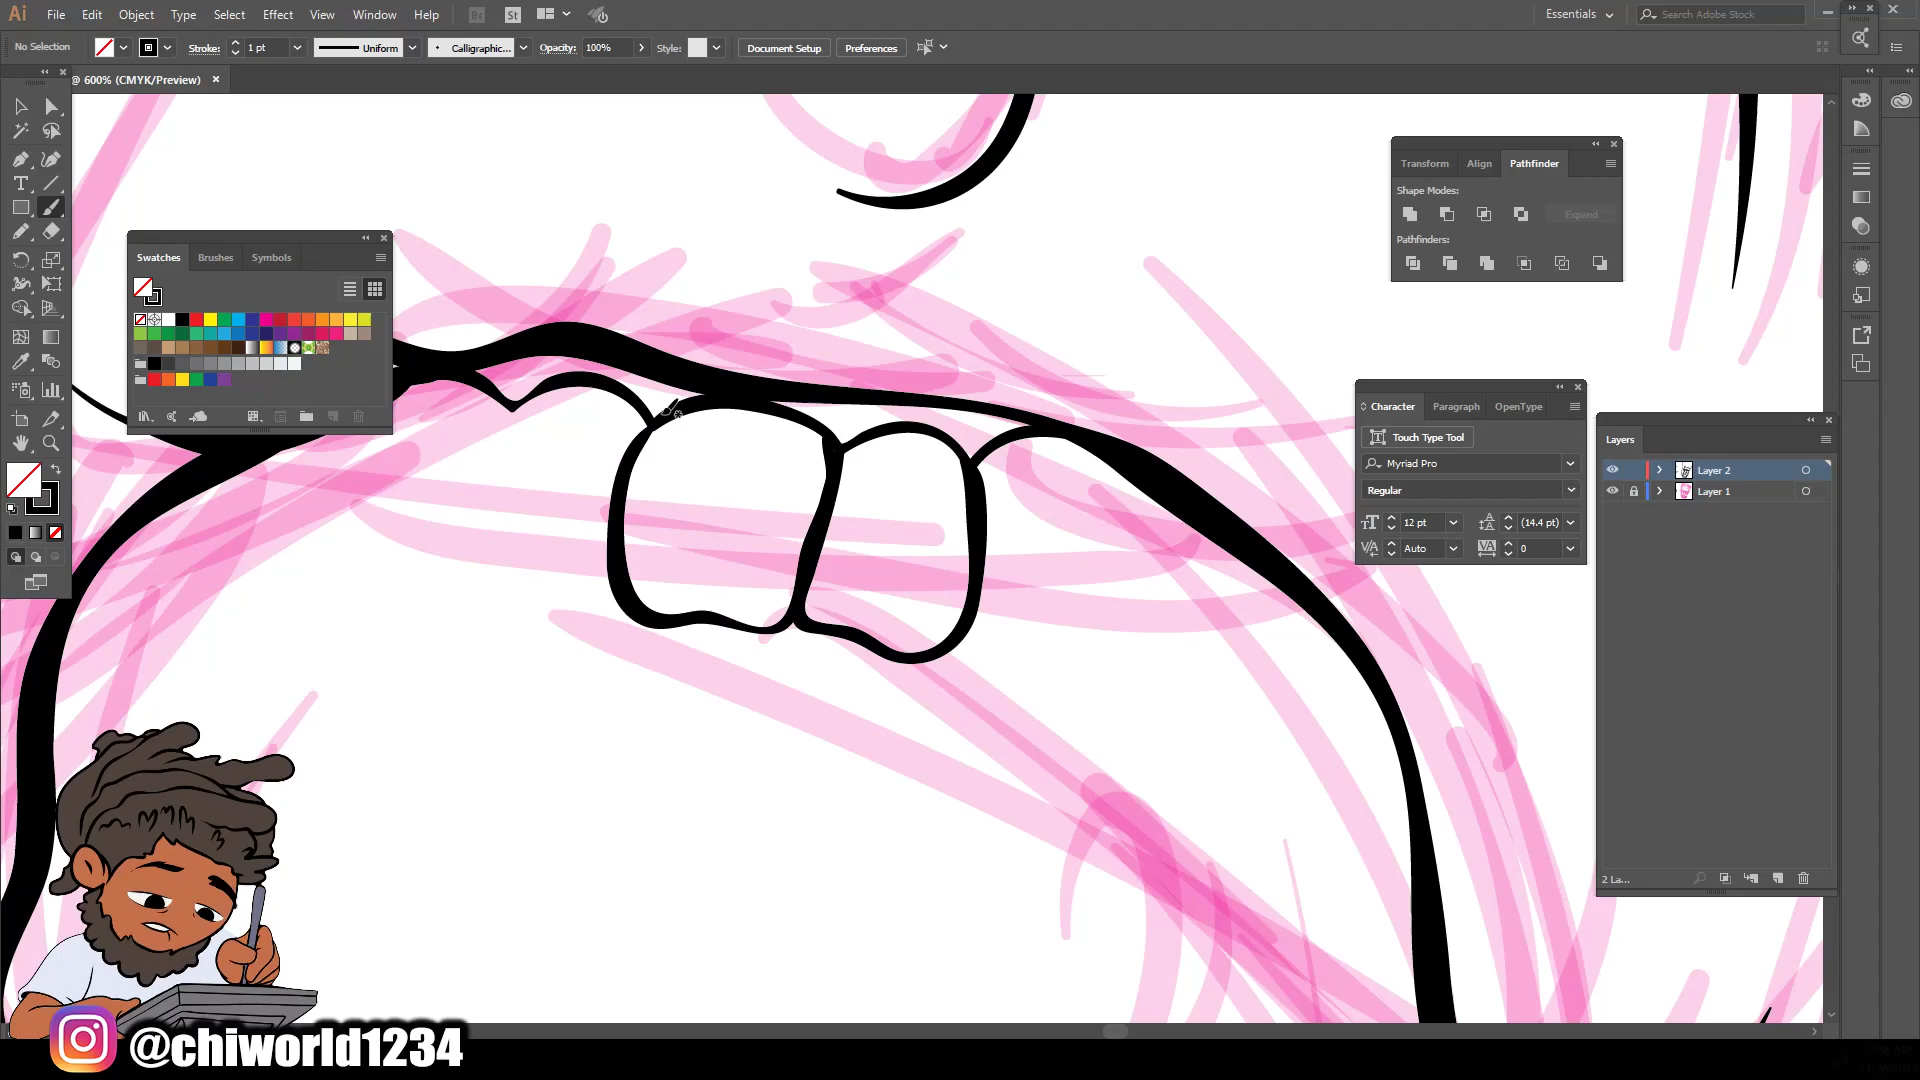 Ai File Edit Object Type Select Effect View Window Help Br St Essentials Search Adobe Stock
No Selection Stroke: 1 pt Uniform Calligraphic... Opacity: 100% Style: Document Setup Preferences
@ 600% (CMYK/Preview)
Transform Align Pathfinder
Shape Modes:
Expand
Pathfinders:
Swatches Brushes Symbols
Character Paragraph OpenType
Touch Type Tool
Myriad Pro
Regular
12 pt (14.4 pt)
Auto 0
Layers
Layer 2
Layer 1
2 La...
@chiworld1234